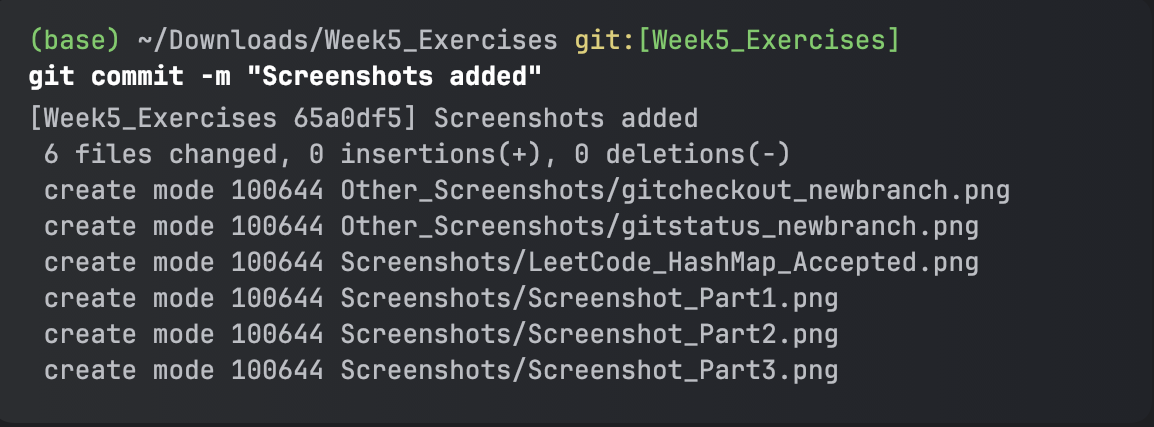 (base) ~/Downloads/Week5_Exercises git:[Week5_Exercises]
git commit -m "Screenshots added"
[Week5_Exercises 65a0df5] Screenshots added
 6 files changed, 0 insertions(+), 0 deletions(-)
 create mode 100644 Other_Screenshots/gitcheckout_newbranch.png
 create mode 100644 Other_Screenshots/gitstatus_newbranch.png
 create mode 100644 Screenshots/LeetCode_HashMap_Accepted.png
 create mode 100644 Screenshots/Screenshot_Part1.png
 create mode 100644 Screenshots/Screenshot_Part2.png
 create mode 100644 Screenshots/Screenshot_Part3.png